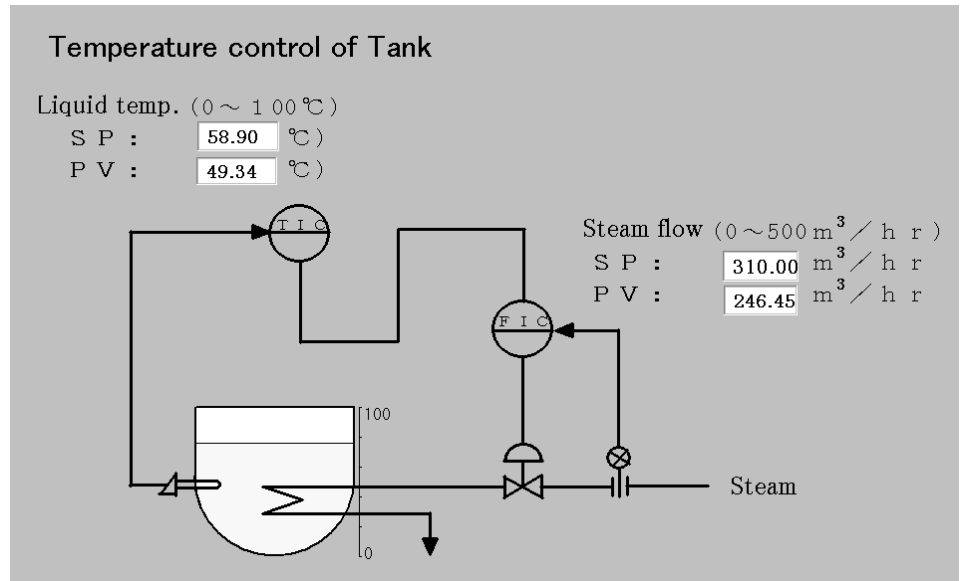 Temperature control of Tank
Liquid temp. (0～100℃)
SP: 58.90 ℃)
PV: 49.34 ℃)
TIC
Steam flow (0～500m³/hr)
SP: 310.00 m³/hr
PV: 246.45 m³/hr
FIC
100
Steam
0